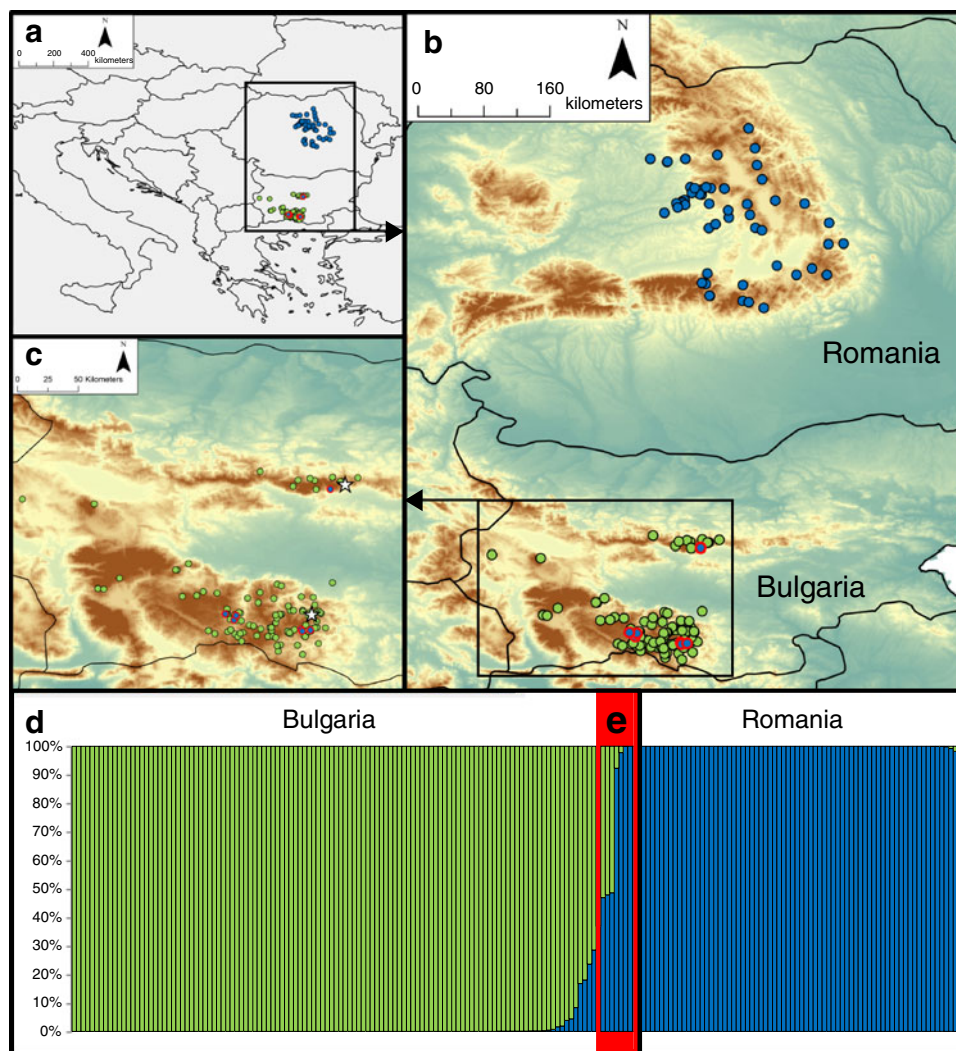 a
N
0 200 400
kilometers
b
N
0 80 160
kilometers
Romania
Bulgaria
c
N
0 25 50 Kilometers
d
Bulgaria
e
Romania
100%
90%
80%
70%
60%
50%
40%
30%
20%
10%
0%